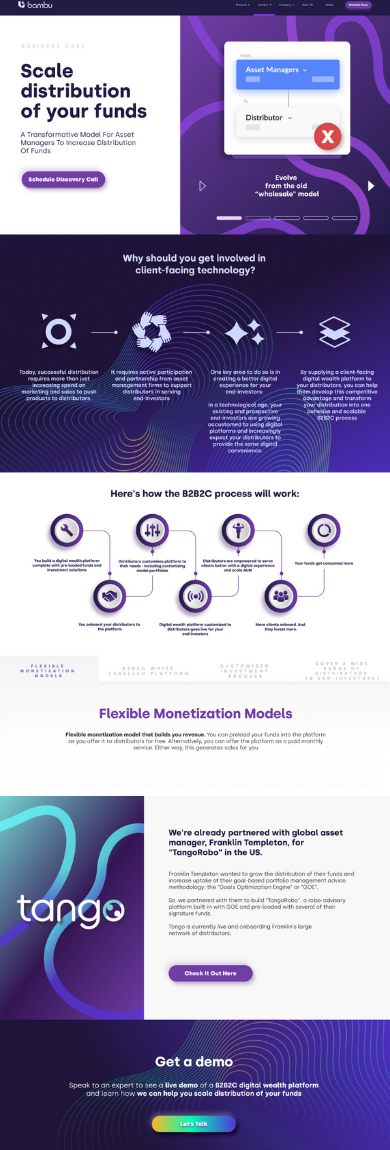 bambu
Products
Company
Schedule Demo
BUSINESS CASE
Scale
distribution
of your funds
A Transformative Model For Asset
Managers To Increase Distribution
Of Funds
Schedule Discovery Call
From
Asset Managers
To
Distributor
X
Evolve
from the old
"wholesale" model
Why should you get involved in
client-facing technology?
Today, successful distribution
requires more than just
increasing spend on
marketing and sales to push
products to distributors.
It requires active participation
and partnership from asset
management firms to support
distributors in serving
end-investors
One key area to do so is in
creating a better digital
experience for your
end-investors
In a technological age, your
existing and prospective
end-investors are growing
accustomed to using digital
platforms and increasingly
expect your distributors to
provide the same digital
convenience
By supplying a client-facing
digital wealth platform to
your distributors, you can help
them develop this competitive
advantage and transform
your distribution into one
cohesive and scalable
B2B2C process
Here's how the B2B2C process will work:
You build a digital wealth platform
complete with pre-loaded funds and
investment solutions
You onboard your distributors to
the platform
Distributors customises platform to
their needs - including customising
model portfolios
Digital wealth platform customised to
distributors goes live for your
end-investors
Distributors are empowered to serve
clients better with a digital experience
and scale AUM
More clients onboard. And
they invest more.
Your funds get consumed more
FLEXIBLE
MONETIZATION
MODELS
B2B2C WHITE
LABELLED PLATFORM
CUSTOMISED
INVESTMENT
PROCESS
COVER A WIDE
RANGE OF
DISTRIBUTORS
(& END INVESTORS)
Flexible Monetization Models
Flexible monetization model that builds you revenue. You can preload your funds into the platform
as you offer it to distributors for free. Alternatively, you can offer the platform as a paid monthly
service. Either way, this generates sales for you
tango
We're already partnered with global asset
manager, Franklin Templeton, for
"TangoRobo" in the US.
Franklin Templeton wanted to grow the distribution of their funds and
increase uptake of their goal-based portfolio management advice
methodology: the "Goals Optimization Engine" or "GOE".
So, we partnered with them to build "TangoRobo", a robo-advisory
platform built-in with GOE and pre-loaded with several of their
signature funds.
Tango is currently live and onboarding Franklin's large
network of distributors.
Check It Out Here
Get a demo
Speak to an expert to see a live demo of a B2B2C digital wealth platform
and learn how we can help you scale distribution of your funds
Let's Talk